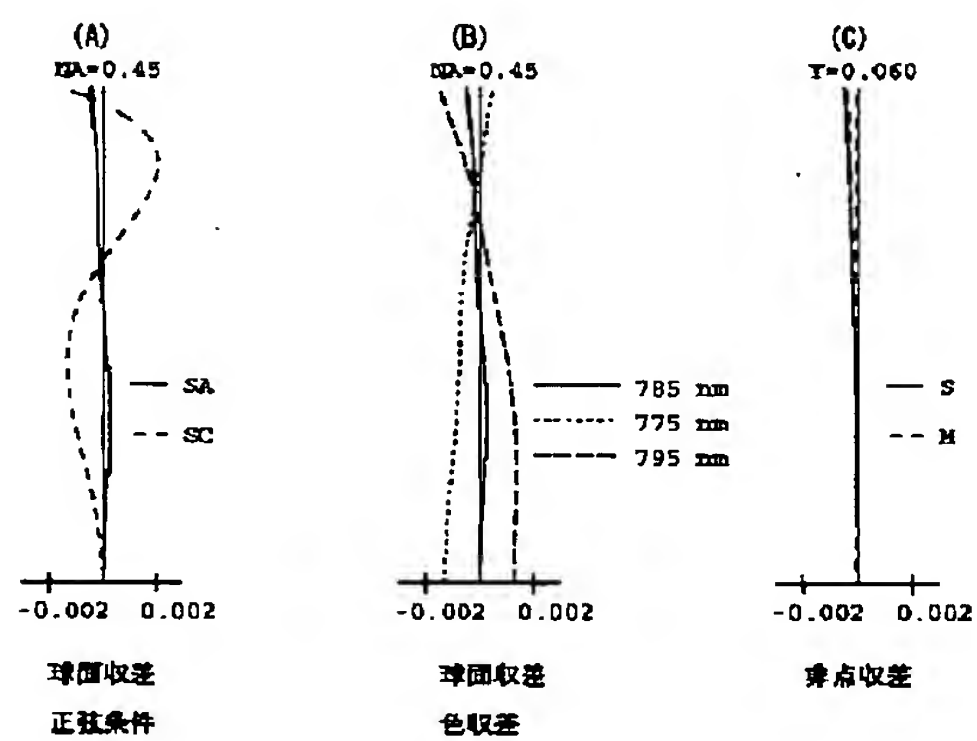 (A)
NA=0.45
SA
SC
-0.002 0.002
球面収差
正弦条件
(B)
NA=0.45
785 nm
775 nm
795 nm
-0.002 0.002
球面収差
色収差
(C)
Y=0.060
S
M
-0.002 0.002
非点収差